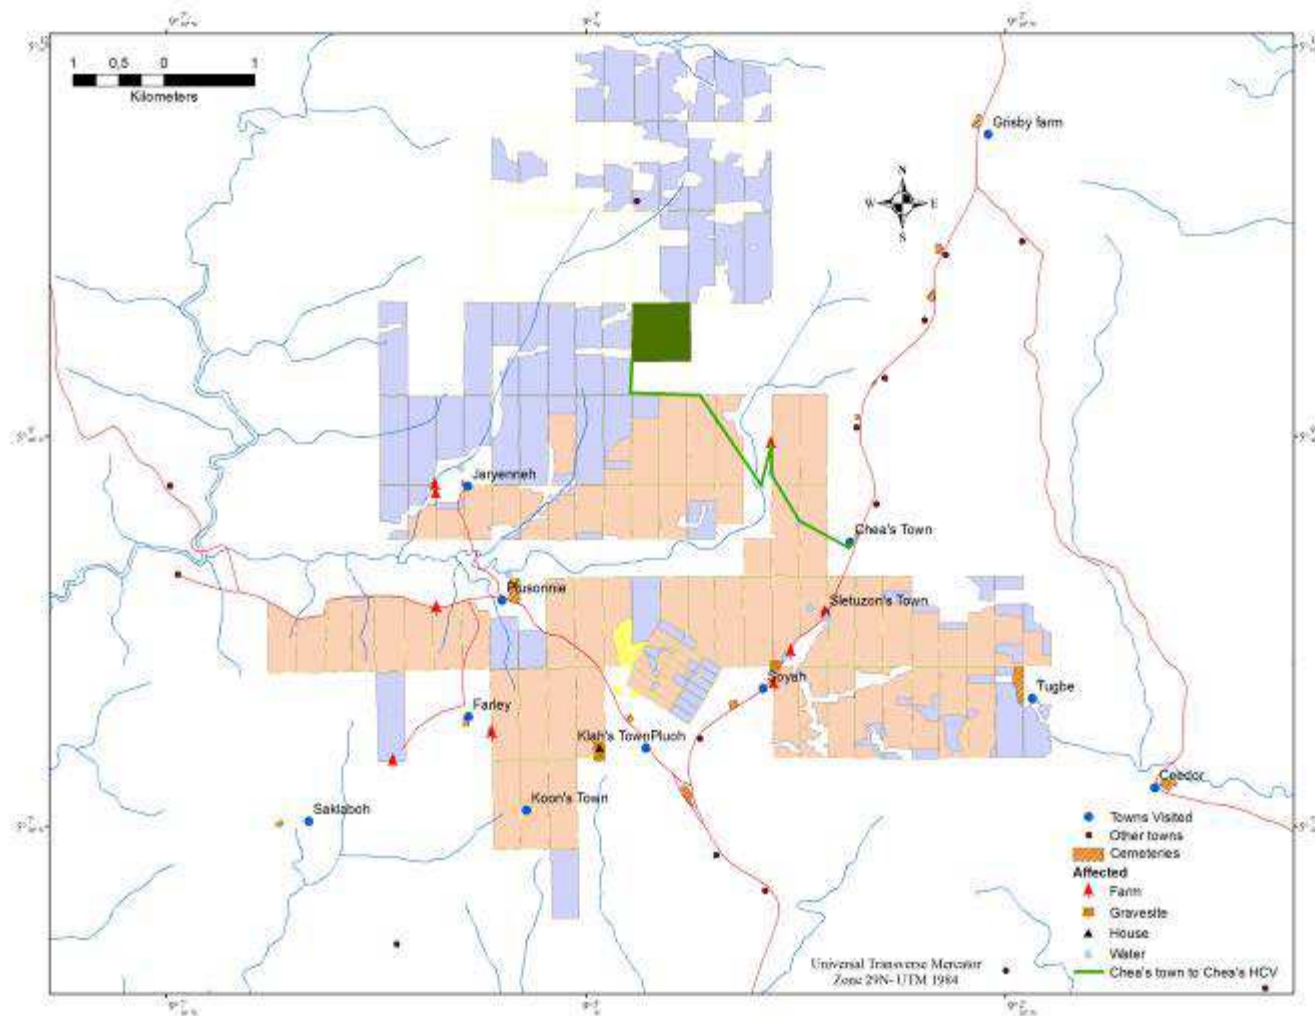 1 0,5 0 1
Kilometers
Grisby farm
N
W E
S
Jaryenneh
Chea's Town
Plusonnie
Sletuzon's Town
Soyah
Tugbe
Farley
Klah's Town Pluoh
Ceedor
Koon's Town
Saklaboh
Towns Visited
Other towns
Cemeteries
Affected
Farm
Gravesite
House
Water
Chea's town to Chea's HCV
Universal Transverse Mercator
Zone 29N- UTM 1984